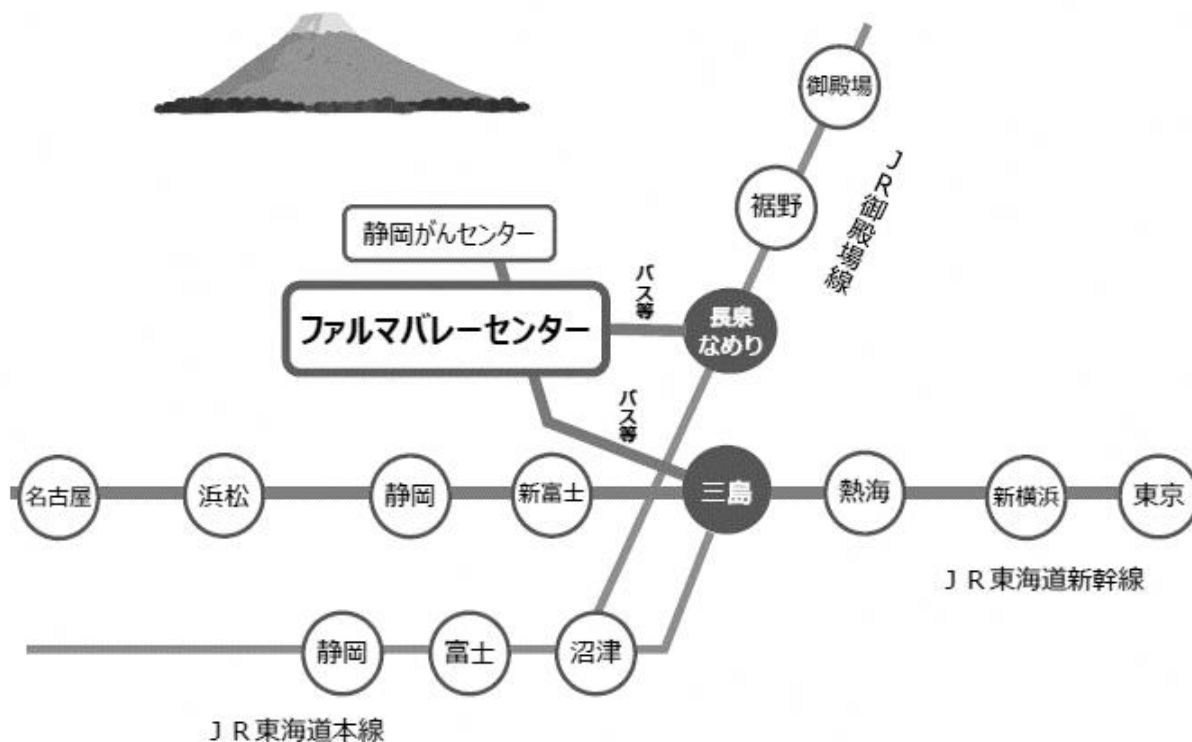 御殿場
裾野
JR御殿場線
静岡がんセンター
ファルマバレーセンター
バス等
長泉
なめり
バス等
名古屋
浜松
静岡
新富士
三島
熱海
新横浜
東京
JR東海道新幹線
静岡
富士
沼津
JR東海道本線